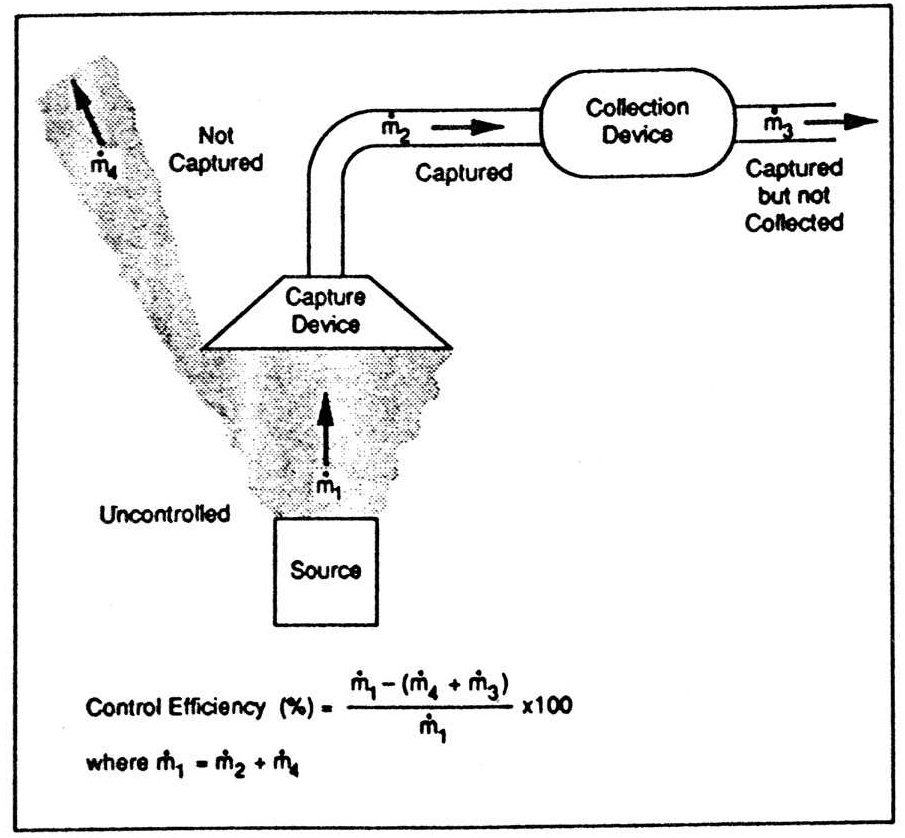 ṁ4
Not
Captured
ṁ2
Captured
Collection
Device
ṁ3
Captured
but not
Collected
Capture
Device
ṁ1
Uncontrolled
Source
Control Efficiency (%) = ṁ1 – (ṁ4 + ṁ3) / ṁ1 x100
where ṁ1 = ṁ2 + ṁ4